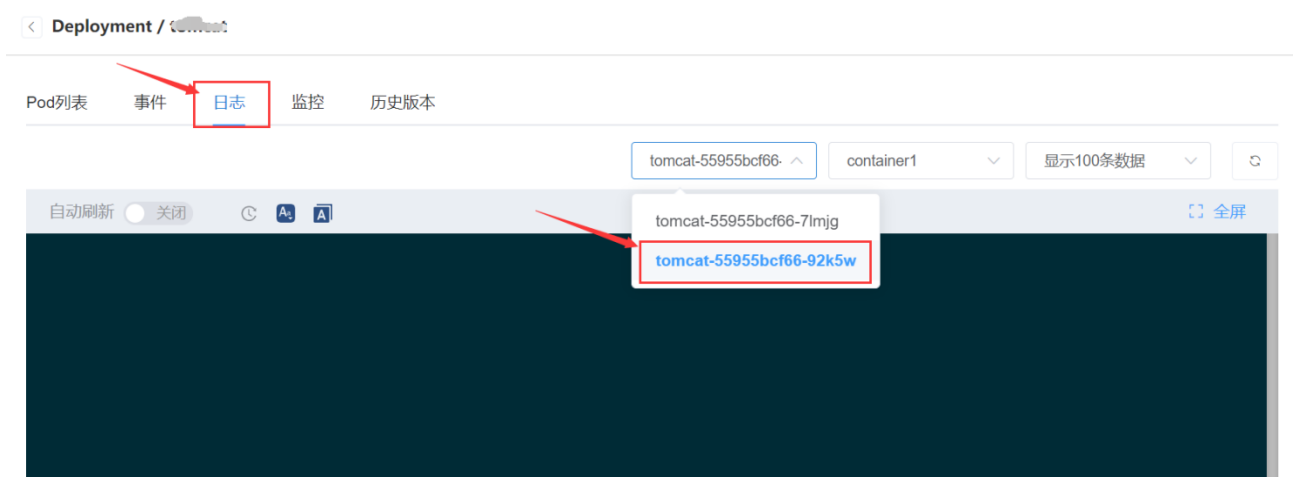 Deployment /
Pod列表 事件 日志 监控 历史版本
tomcat-55955bcf66- container1 显示100条数据
自动刷新 关闭 全屏
tomcat-55955bcf66-7lmjg
tomcat-55955bcf66-92k5w